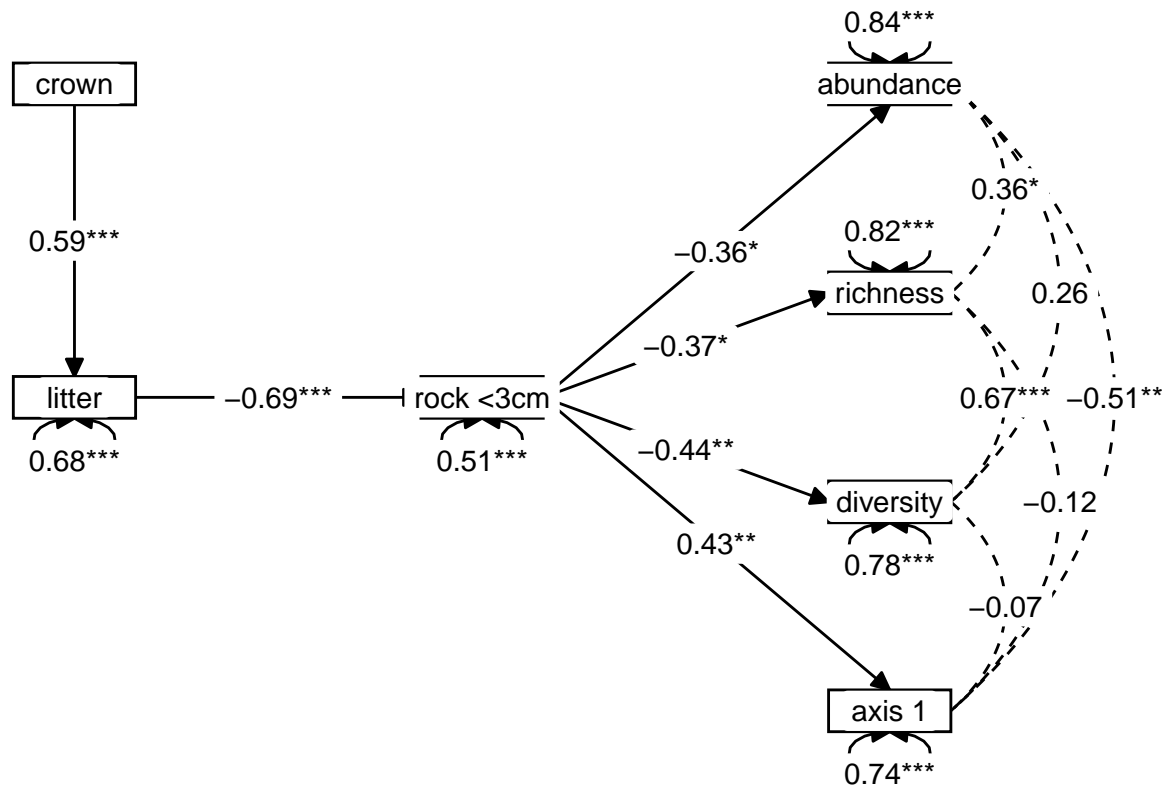 0.84***
crown
abundance
0.36*
0.59***
−0.36*
0.82***
richness
0.26
−0.37*
litter
−0.69***
rock <3cm
0.67***
−0.51**
0.68***
0.51***
−0.44**
diversity
−0.12
0.43**
0.78***
−0.07
axis 1
0.74***